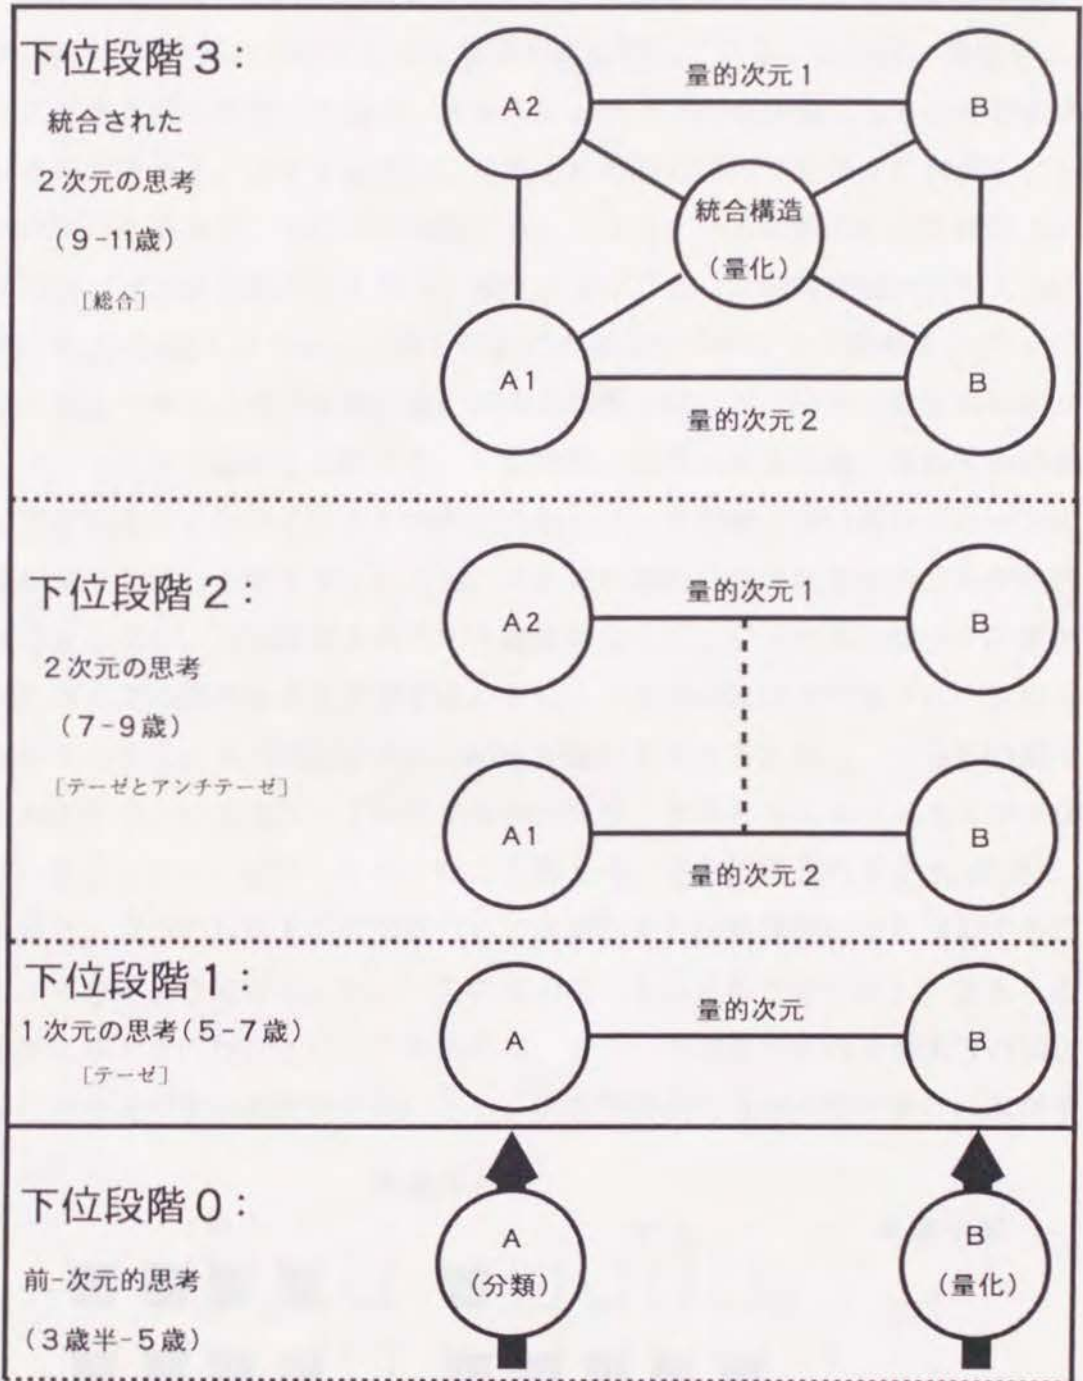 下位段階3:
統合された
2次元の思考
(9-11歳)
[総合]
A2
量的次元1
B
統合構造
(量化)
A1
量的次元2
B
下位段階2:
2次元の思考
(7-9歳)
[テーゼとアンチテーゼ]
A2
量的次元1
B
A1
量的次元2
B
下位段階1:
1次元の思考(5-7歳)
[テーゼ]
A
量的次元
B
下位段階0:
前-次元的思考
(3歳半-5歳)
A
(分類)
B
(量化)